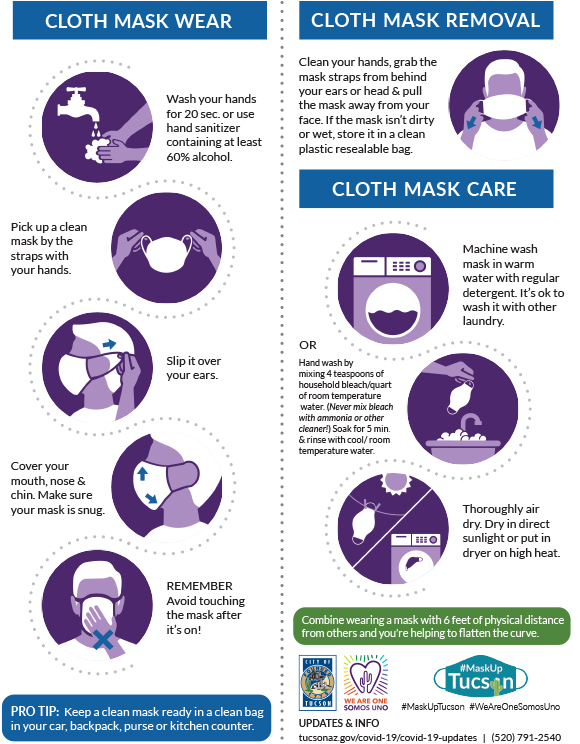 CLOTH MASK WEAR
Wash your hands
for 20 sec. or use
hand sanitizer
containing at least
60% alcohol.
Pick up a clean
mask by the
straps with
your hands.
Slip it over
your ears.
Cover your
mouth, nose &
chin. Make sure
your mask is snug.
REMEMBER
Avoid touching
the mask after
it's on!
PRO TIP: Keep a clean mask ready in a clean bag
in your car, backpack, purse or kitchen counter.
CLOTH MASK REMOVAL
Clean your hands, grab the
mask straps from behind
your ears or head & pull
the mask away from your
face. If the mask isn't dirty
or wet, store it in a clean
plastic resealable bag.
CLOTH MASK CARE
Machine wash
mask in warm
water with regular
detergent. It's ok to
wash it with other
laundry.
OR
Hand wash by
mixing 4 teaspoons of
household bleach/quart
of room temperature
water. (Never mix bleach
with ammonia or other
cleaner!) Soak for 5 min.
& rinse with cool/ room
temperature water.
Thoroughly air
dry. Dry in direct
sunlight or put in
dryer on high heat.
Combine wearing a mask with 6 feet of physical distance
from others and you're helping to flatten the curve.
CITY OF
TUCSON
WE ARE ONE
SOMOS UNO
#MaskUp
Tucson
#MaskUpTucson #WeAreOneSomosUno
UPDATES & INFO
tucsonaz.gov/covid-19/covid-19-updates | (520) 791-2540